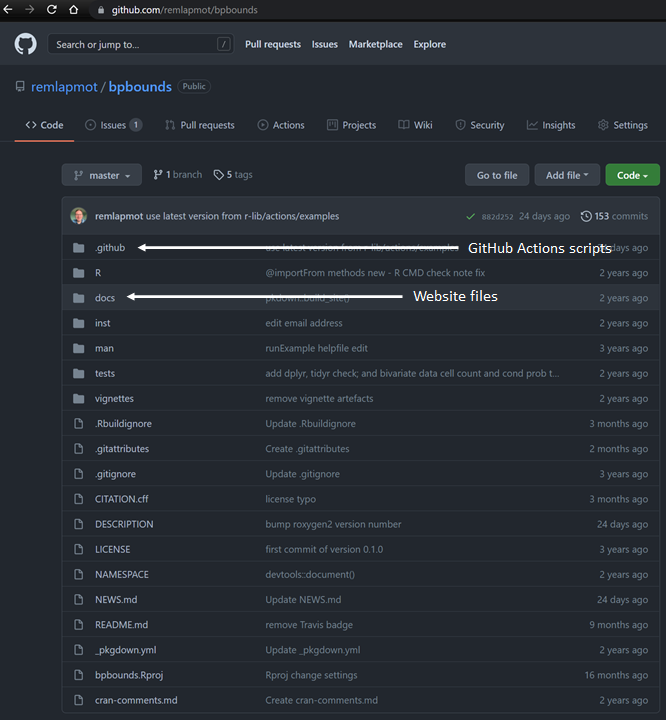 github.com/remlapmot/bpbounds
Search or jump to... /
Pull requests Issues Marketplace Explore
remlapmot / bpbounds Public
Code Issues 1 Pull requests Actions Projects Wiki Security Insights Settings
master 1 branch 5 tags Go to file Add file Code
remlapmot use latest version from r-lib/actions/examples 882d252 24 days ago 153 commits
.github use latest version from r-lib/actions/examples GitHub Actions scripts days ago
R @importFrom methods new - R CMD check note fix 2 years ago
docs pkdown::build_site() Website files 2 years ago
inst edit email address 2 years ago
man runExample helpfile edit 3 years ago
tests add dplyr, tidyr check; and bivariate data cell count and cond prob t... 2 years ago
vignettes remove vignette artefacts 2 years ago
.Rbuildignore Update .Rbuildignore 3 months ago
.gitattributes Create .gitattributes 2 months ago
.gitignore Update .gitignore 3 years ago
CITATION.cff license typo 3 months ago
DESCRIPTION bump roxygen2 version number 24 days ago
LICENSE first commit of version 0.1.0 3 years ago
NAMESPACE devtools::document() 2 years ago
NEWS.md Update NEWS.md 24 days ago
README.md remove Travis badge 9 months ago
_pkgdown.yml Update _pkgdown.yml 2 years ago
bpbounds.Rproj Rproj change settings 16 months ago
cran-comments.md Create cran-comments.md 2 years ago